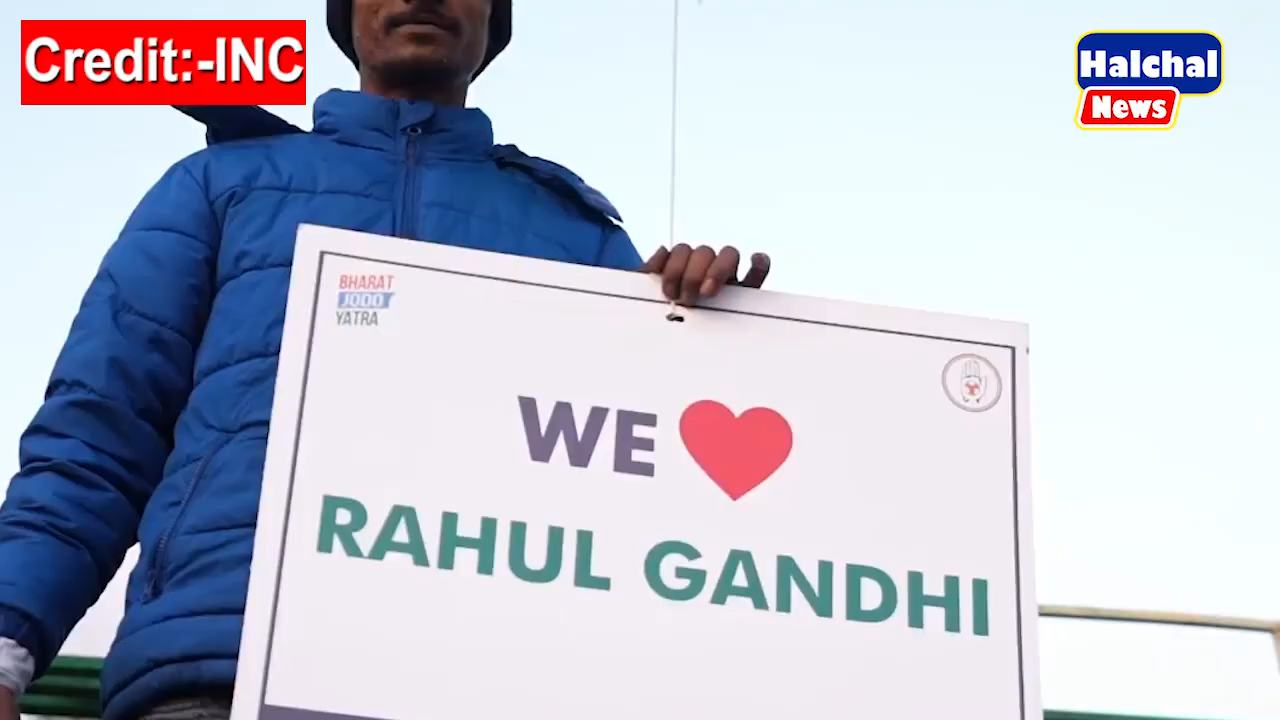 Credit:-INC
Halchal
News
BHARAT
JODO
YATRA
WE
RAHUL GANDHI